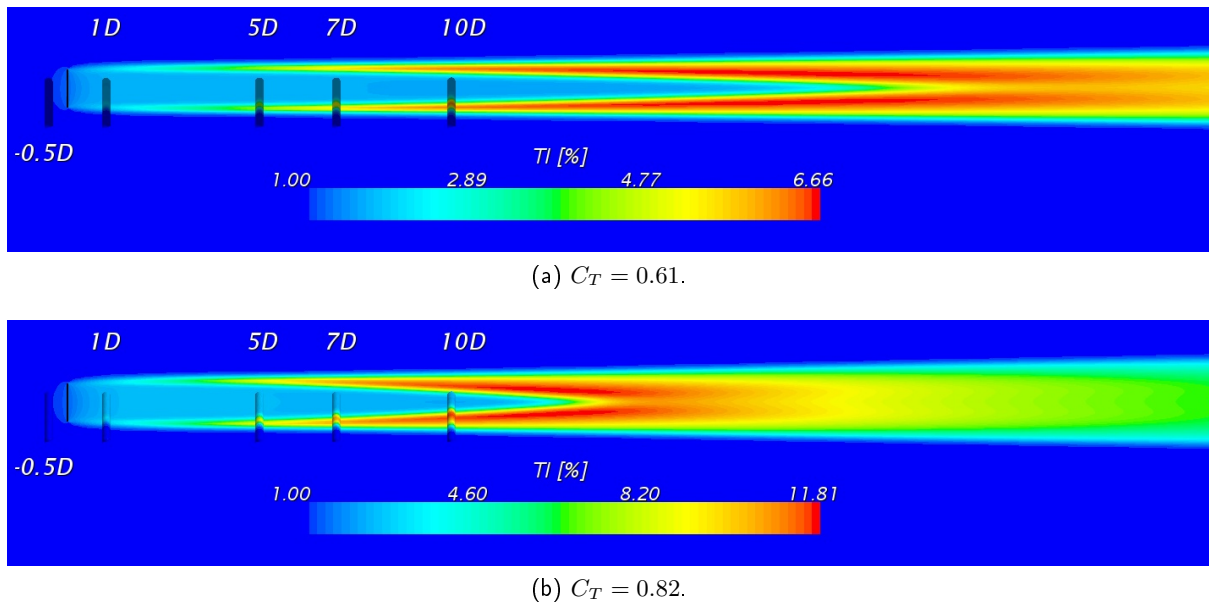 1D 5D 7D 10D
-0.5D
TI [%]
1.00 2.89 4.77 6.66
(a) C_T = 0.61.
1D 5D 7D 10D
-0.5D
TI [%]
1.00 4.60 8.20 11.81
(b) C_T = 0.82.